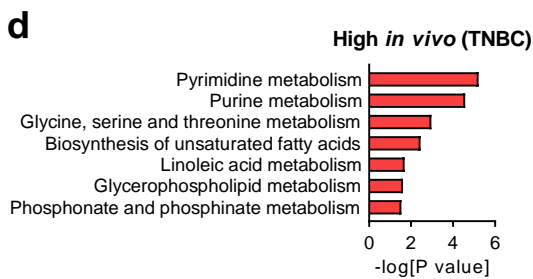 d
High in vivo (TNBC)
Pyrimidine metabolism
Purine metabolism
Glycine, serine and threonine metabolism
Biosynthesis of unsaturated fatty acids
Linoleic acid metabolism
Glycerophospholipid metabolism
Phosphonate and phosphinate metabolism
0 2 4 6
-log[P value]